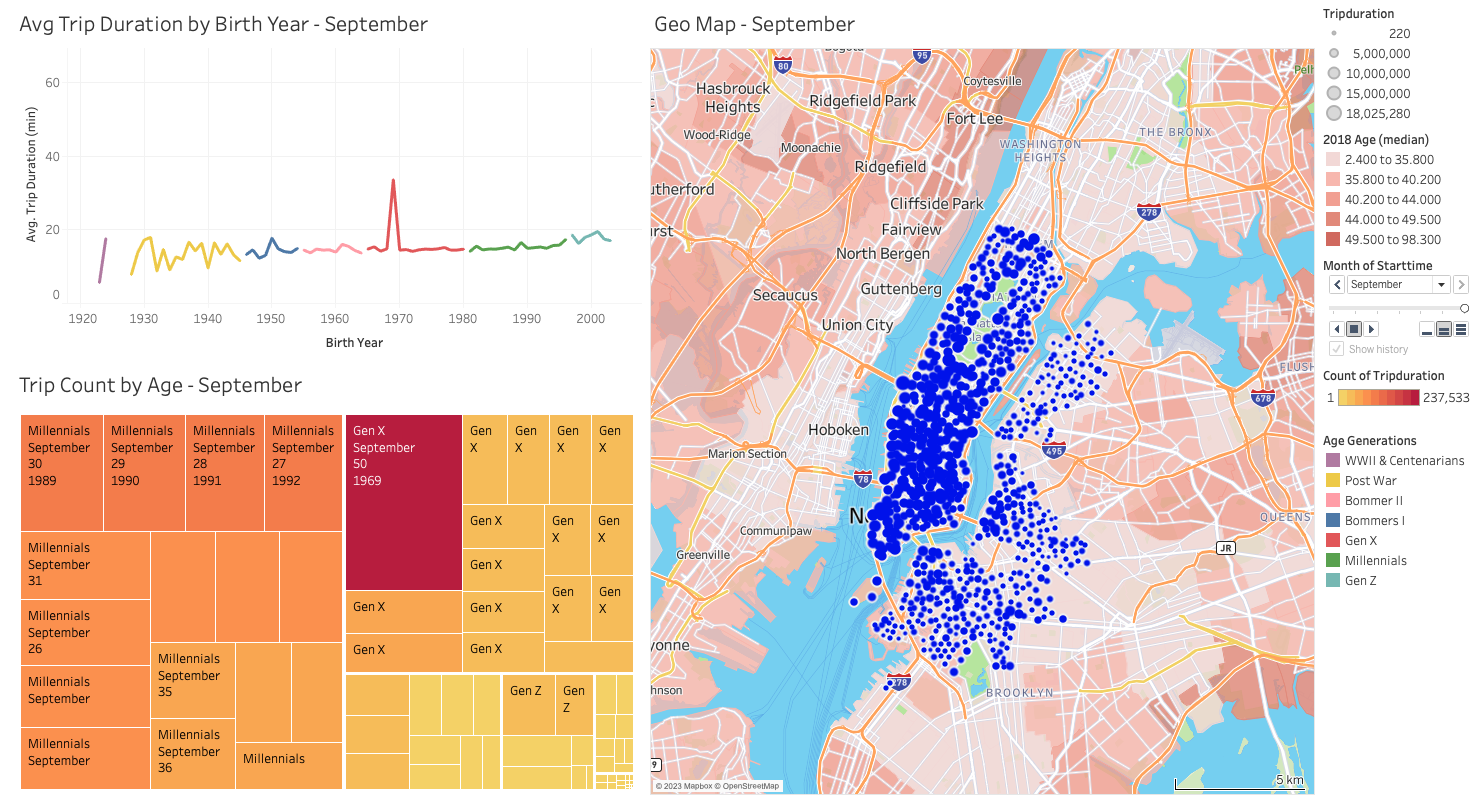 Avg Trip Duration by Birth Year - September
60
40
20
0
Avg. Trip Duration (min)
1920
1930
1940
1950
1960
1970
1980
1990
2000
Birth Year
Trip Count by Age - September
Millennials
September
30
1989
Millennials
September
29
1990
Millennials
September
28
1991
Millennials
September
27
1992
Millennials
September
31
Millennials
September
26
Millennials
September
Millennials
September
Millennials
September
35
Millennials
September
36
Millennials
Gen X
September
50
1969
Gen X
Gen X
Gen
X
Gen
X
Gen
X
Gen
X
Gen X
Gen X
Gen X
Gen X
Gen
X
Gen
X
Gen
X
Gen
X
Gen Z
Gen
Z
Geo Map - September
80
95
Hasbrouck
Heights
Ridgefield Park
Coytesville
Fort Lee
Wood-Ridge
Moonachie
WASHINGTON
HEIGHTS
THE BRONX
Ridgefield
utherford
Cliffside Park
278
Fairview
North Bergen
Secaucus
Guttenberg
Union City
FLUSH
678
Hoboken
Marion Section
495
78
Communipaw
QUEENS
Greenville
JR
yonne
hnson
278
BROOKLYN
9
5 km
© 2023 Mapbox © OpenStreetMap
Tripduration
220
5,000,000
10,000,000
15,000,000
18,025,280
2018 Age (median)
2.400 to 35.800
35.800 to 40.200
40.200 to 44.000
44.000 to 49.500
49.500 to 98.300
Month of Starttime
September
Show history
Count of Tripduration
1
237,533
Age Generations
WWII & Centenarians
Post War
Bommer II
Bommers I
Gen X
Millennials
Gen Z